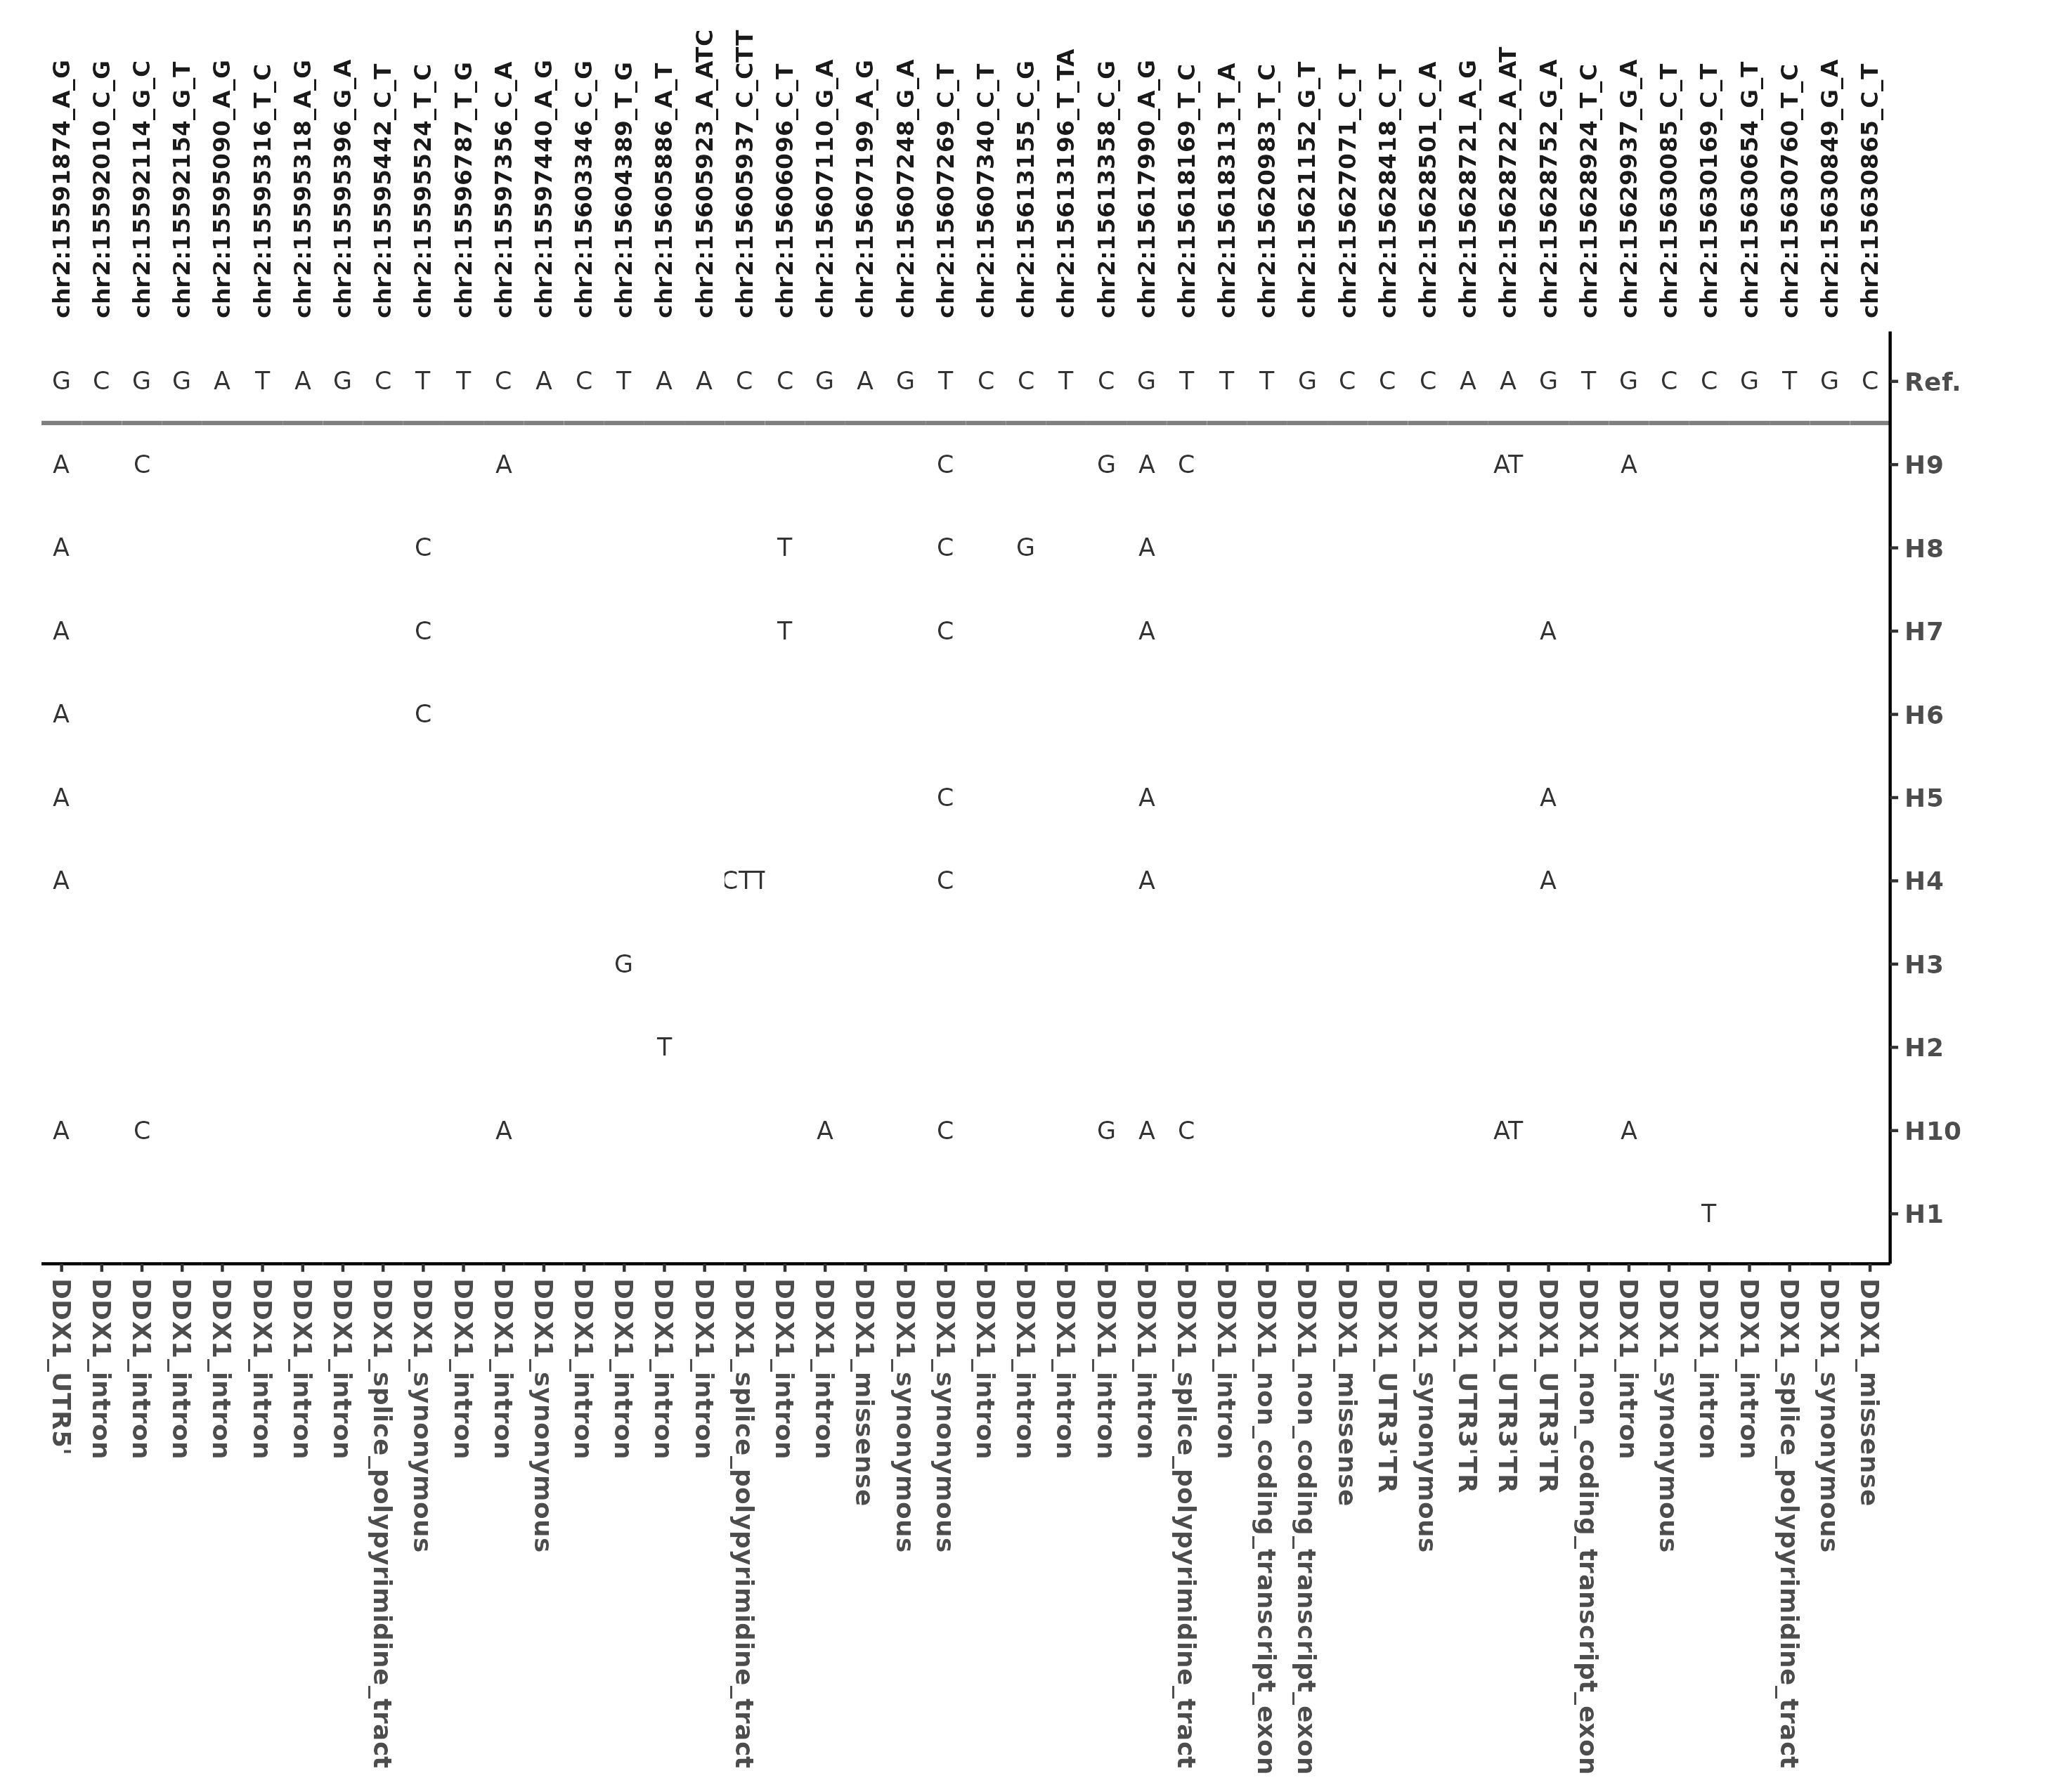 chr2:15591874_A_G
chr2:15592010_C_G
chr2:15592114_G_C
chr2:15592154_G_T
chr2:15595090_A_G
chr2:15595316_T_C
chr2:15595318_A_G
chr2:15595396_G_A
chr2:15595442_C_T
chr2:15595524_T_C
chr2:15596787_T_G
chr2:15597356_C_A
chr2:15597440_A_G
chr2:15603346_C_G
chr2:15604389_T_G
chr2:15605886_A_T
chr2:15605923_A_ATC
chr2:15605937_C_CTT
chr2:15606096_C_T
chr2:15607110_G_A
chr2:15607199_A_G
chr2:15607248_G_A
chr2:15607269_C_T
chr2:15607340_C_T
chr2:15613155_C_G
chr2:15613196_T_TA
chr2:15613358_C_G
chr2:15617990_A_G
chr2:15618169_T_C
chr2:15618313_T_A
chr2:15620983_T_C
chr2:15621152_G_T
chr2:15627071_C_T
chr2:15628418_C_T
chr2:15628501_C_A
chr2:15628721_A_G
chr2:15628722_A_AT
chr2:15628752_G_A
chr2:15628924_T_C
chr2:15629937_G_A
chr2:15630085_C_T
chr2:15630169_C_T
chr2:15630654_G_T
chr2:15630760_T_C
chr2:15630849_G_A
chr2:15630865_C_T
G C G G A T A G C T T C A C T A A C C G A G T C C T C G T T T G C C C A A G T G C C G T G C Ref.
A C A C G A C AT A H9
A C T C G A H8
A C T C A A H7
A C H6
A C A A H5
A CTT C A A H4
G H3
T H2
A C A A C G A C AT A H10
T H1
DDX1_UTR5'
DDX1_intron
DDX1_intron
DDX1_intron
DDX1_intron
DDX1_intron
DDX1_intron
DDX1_intron
DDX1_splice_polypyrimidine_tract
DDX1_synonymous
DDX1_intron
DDX1_intron
DDX1_synonymous
DDX1_intron
DDX1_intron
DDX1_intron
DDX1_intron
DDX1_splice_polypyrimidine_tract
DDX1_intron
DDX1_intron
DDX1_missense
DDX1_synonymous
DDX1_synonymous
DDX1_intron
DDX1_intron
DDX1_intron
DDX1_intron
DDX1_intron
DDX1_splice_polypyrimidine_tract
DDX1_intron
DDX1_non_coding_transcript_exon
DDX1_non_coding_transcript_exon
DDX1_missense
DDX1_UTR3'TR
DDX1_synonymous
DDX1_UTR3'TR
DDX1_UTR3'TR
DDX1_UTR3'TR
DDX1_non_coding_transcript_exon
DDX1_intron
DDX1_synonymous
DDX1_intron
DDX1_intron
DDX1_splice_polypyrimidine_tract
DDX1_synonymous
DDX1_missense